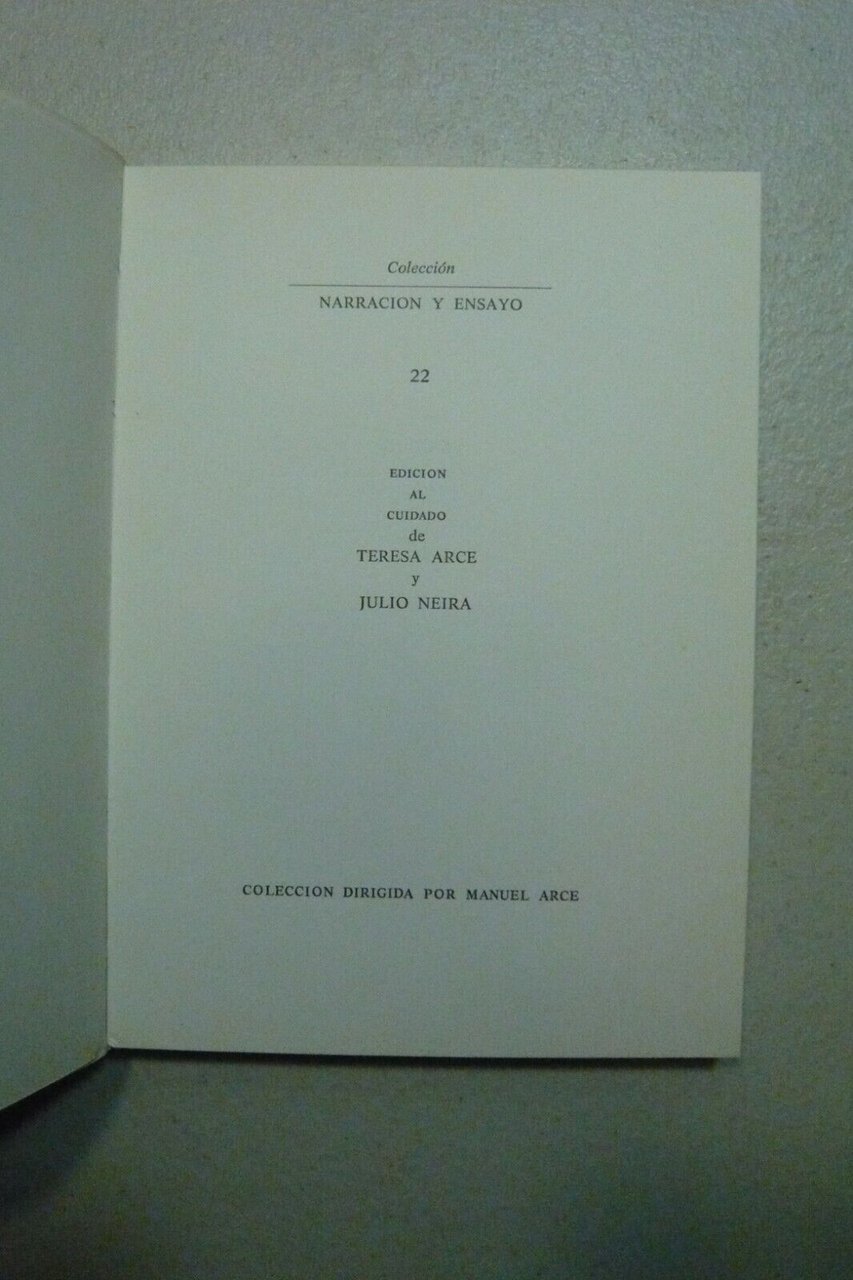 Colección
NARRACION Y ENSAYO
22
EDICION
AL
CUIDADO
de
TERESA ARCE
y
JULIO NEIRA
COLECCION DIRIGIDA POR MANUEL ARCE